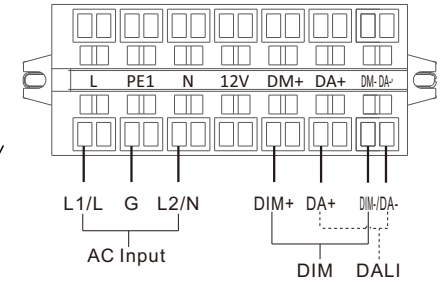 L PE1 N 12V DM+ DA+ DM- DA-
L1/L G L2/N DIM+ DA+ DIM-/DA-
AC Input
DIM DALI